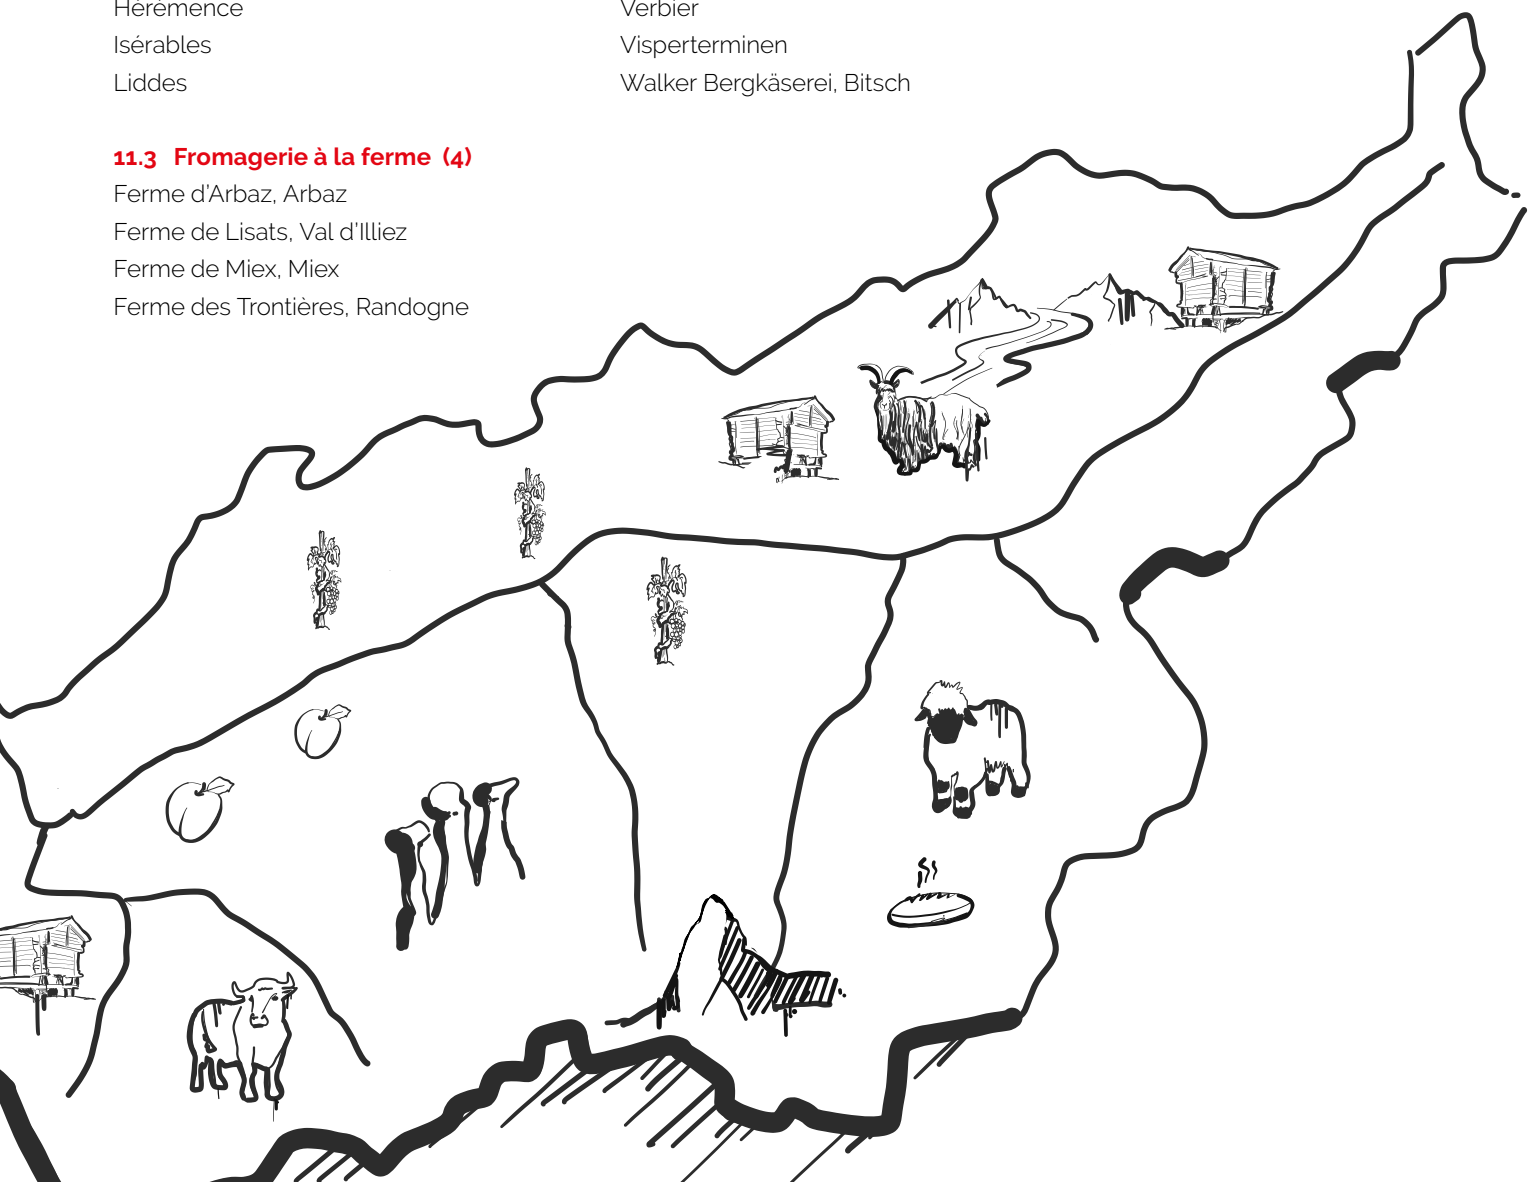 Hérémence
Isérables
Liddes
11.3 Fromagerie à la ferme (4)
Ferme d'Arbaz, Arbaz
Ferme de Lisats, Val d'Illiez
Ferme de Miex, Miex
Ferme des Trontières, Randogne
Verbier
Visperterminen
Walker Bergkäserei, Bitsch